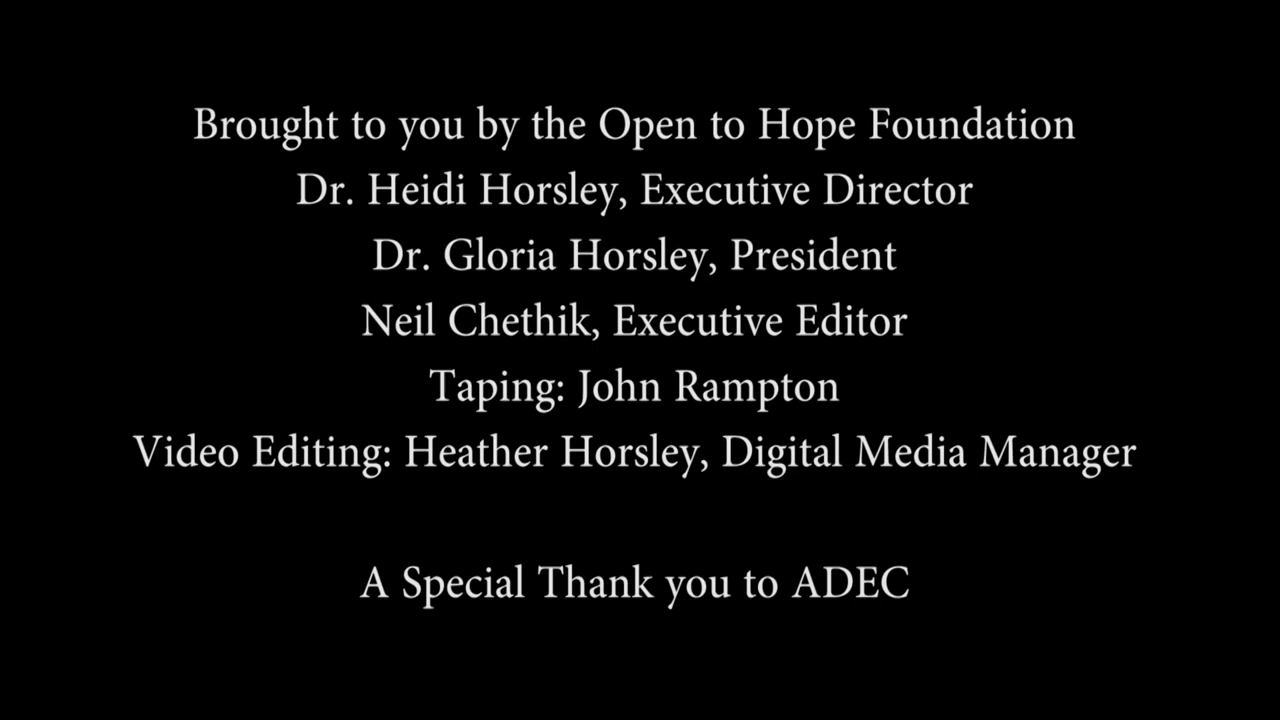 Brought to you by the Open to Hope Foundation
Dr. Heidi Horsley, Executive Director
Dr. Gloria Horsley, President
Neil Chethik, Executive Editor
Taping: John Rampton
Video Editing: Heather Horsley, Digital Media Manager
A Special Thank you to ADEC